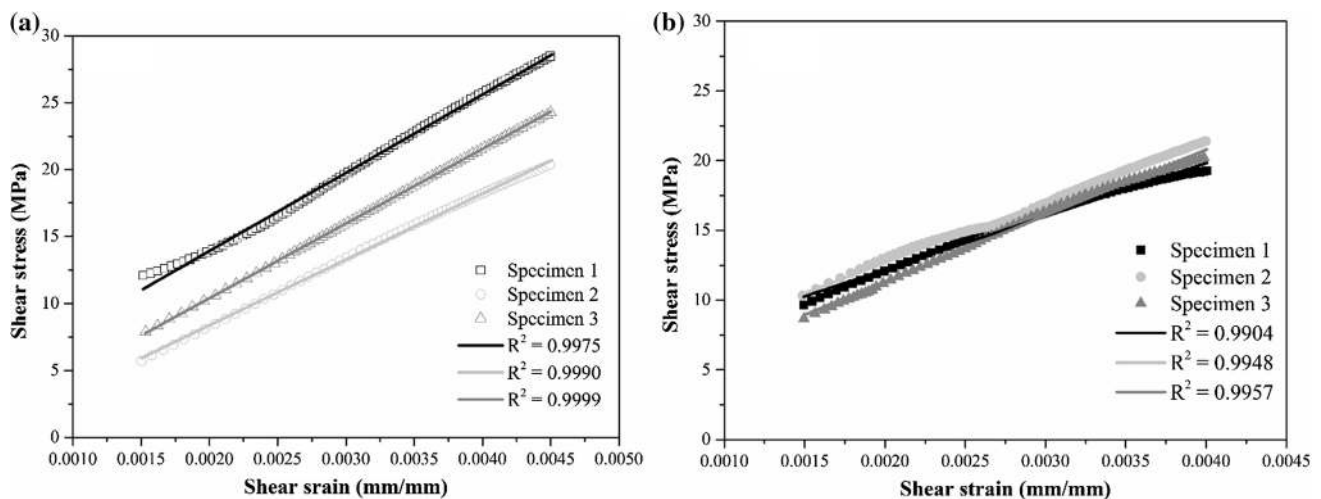 (a)
30
25
20
15
10
5
0
Shear stress (MPa)
Specimen 1
Specimen 2
Specimen 3
R² = 0.9975
R² = 0.9990
R² = 0.9999
0.0010 0.0015 0.0020 0.0025 0.0030 0.0035 0.0040 0.0045 0.0050
Shear srain (mm/mm)
(b)
30
25
20
15
10
5
0
Shear stress (MPa)
Specimen 1
Specimen 2
Specimen 3
R² = 0.9904
R² = 0.9948
R² = 0.9957
0.0010 0.0015 0.0020 0.0025 0.0030 0.0035 0.0040 0.0045
Shear strain (mm/mm)